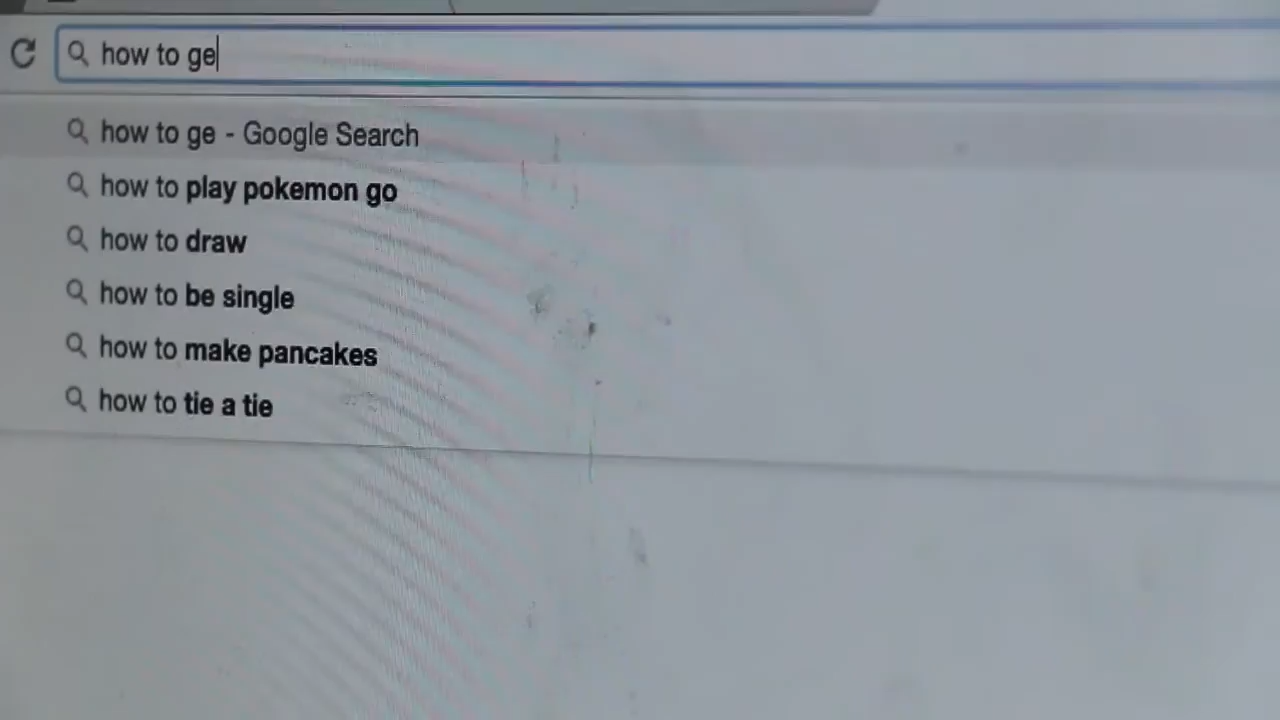 how to ge
how to ge - Google Search
how to play pokemon go
how to draw
how to be single
how to make pancakes
how to tie a tie